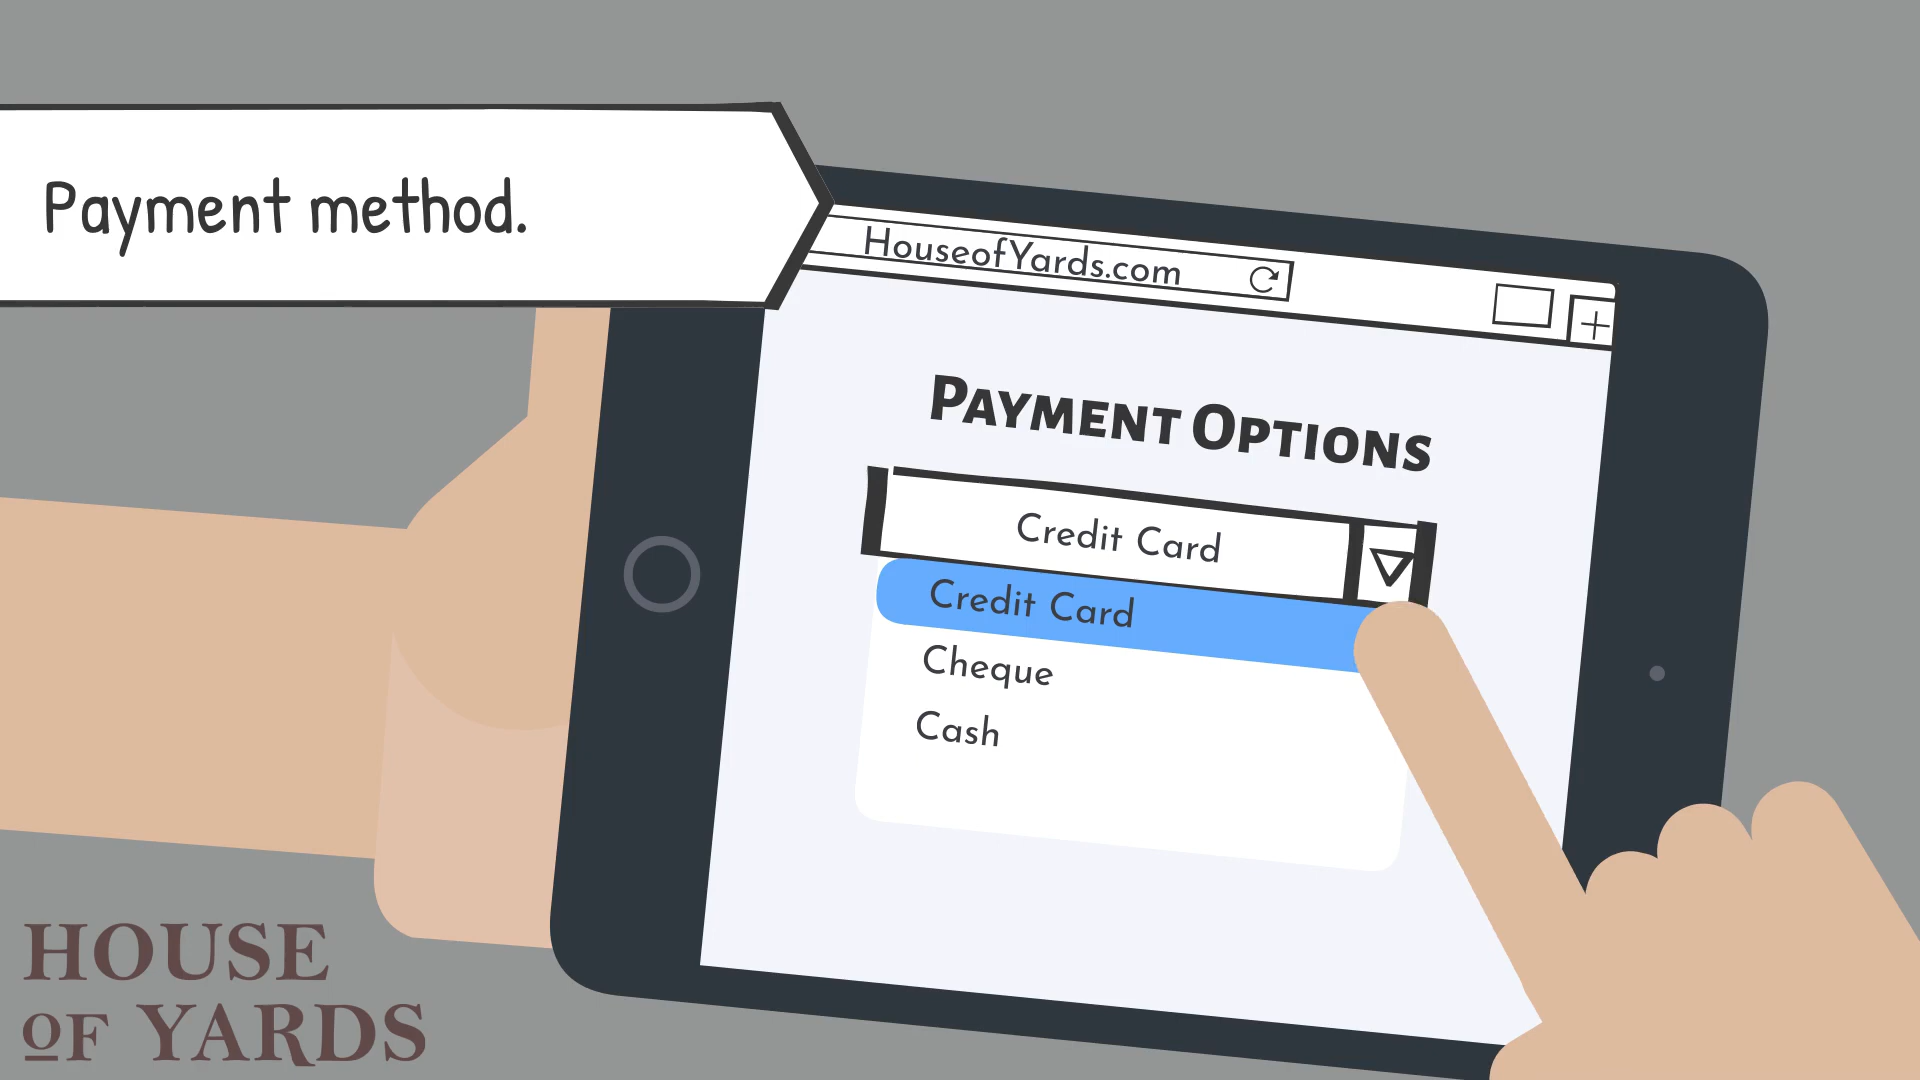 Payment method.
HouseofYards.com
Payment Options
Credit Card
Credit Card
Cheque
Cash
HOUSE
OF YARDS